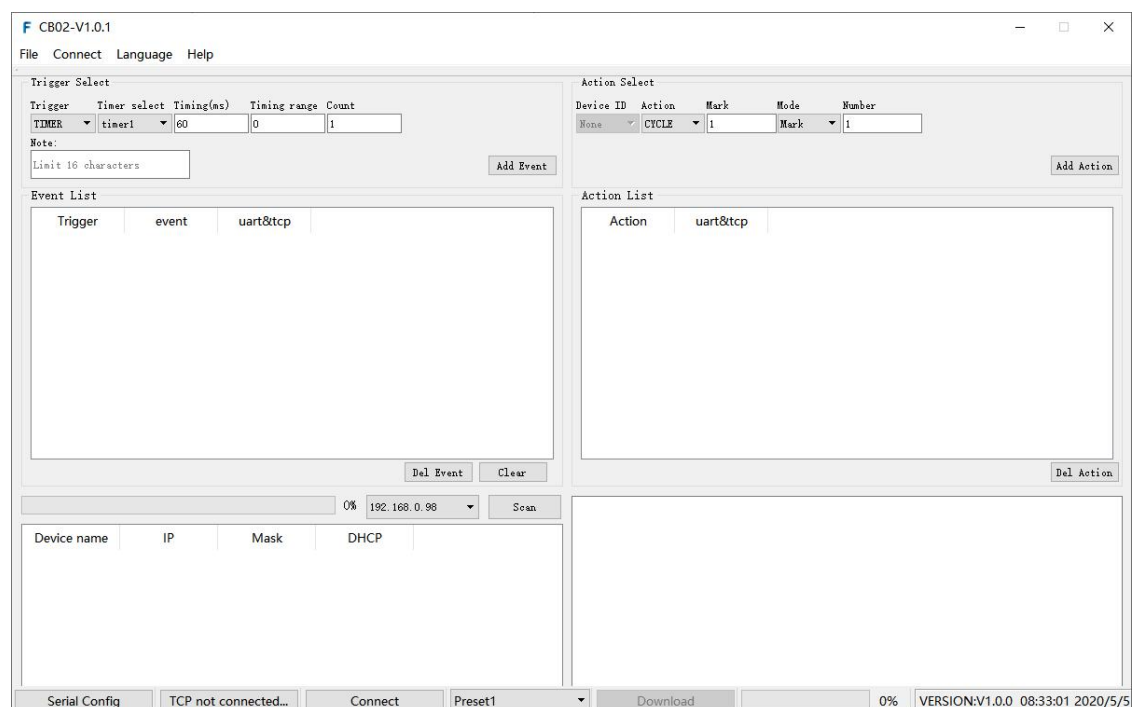 CB02-V1.0.1
File Connect Language Help
Trigger Select
Trigger Timer select Timing(ms) Timing range Count
TIMER timer1 60 0 1
Note:
Limit 16 characters
Add Event
Action Select
Device ID Action Mark Mode Number
None CYCLE 1 Mark 1
Add Action
Event List
Trigger event uart&tcp
Del Event Clear
Action List
Action uart&tcp
Del Action
0% 192.168.0.98 Scan
Device name IP Mask DHCP
Serial Config TCP not connected... Connect Preset1 Download 0% VERSION:V1.0.0 08:33:01 2020/5/5